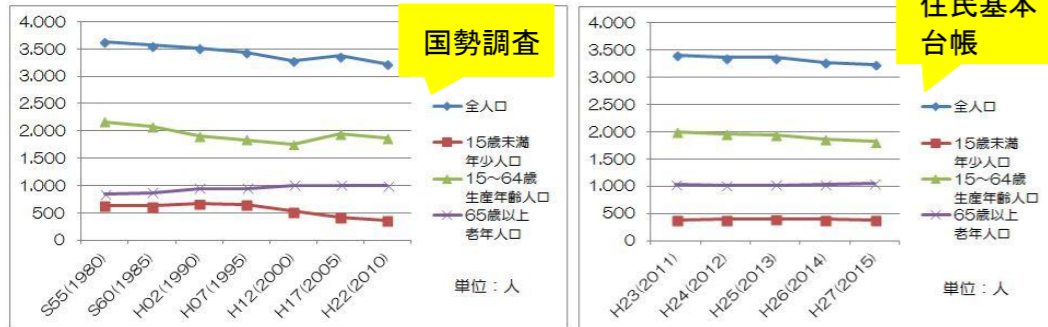 国勢調査
4,000
3,500
3,000
2,500
2,000
1,500
1,000
500
0
S55(1980)
S60(1985)
H02(1990)
H07(1995)
H12(2000)
H17(2005)
H22(2010)
全人口
15歳未満
年少人口
15～64歳
生産年齢人口
65歳以上
老年人口
単位：人
住民基本
台帳
4,000
3,500
3,000
2,500
2,000
1,500
1,000
500
0
H23(2011)
H24(2012)
H25(2013)
H26(2014)
H27(2015)
全人口
15歳未満
年少人口
15～64歳
生産年齢人口
65歳以上
老年人口
単位：人